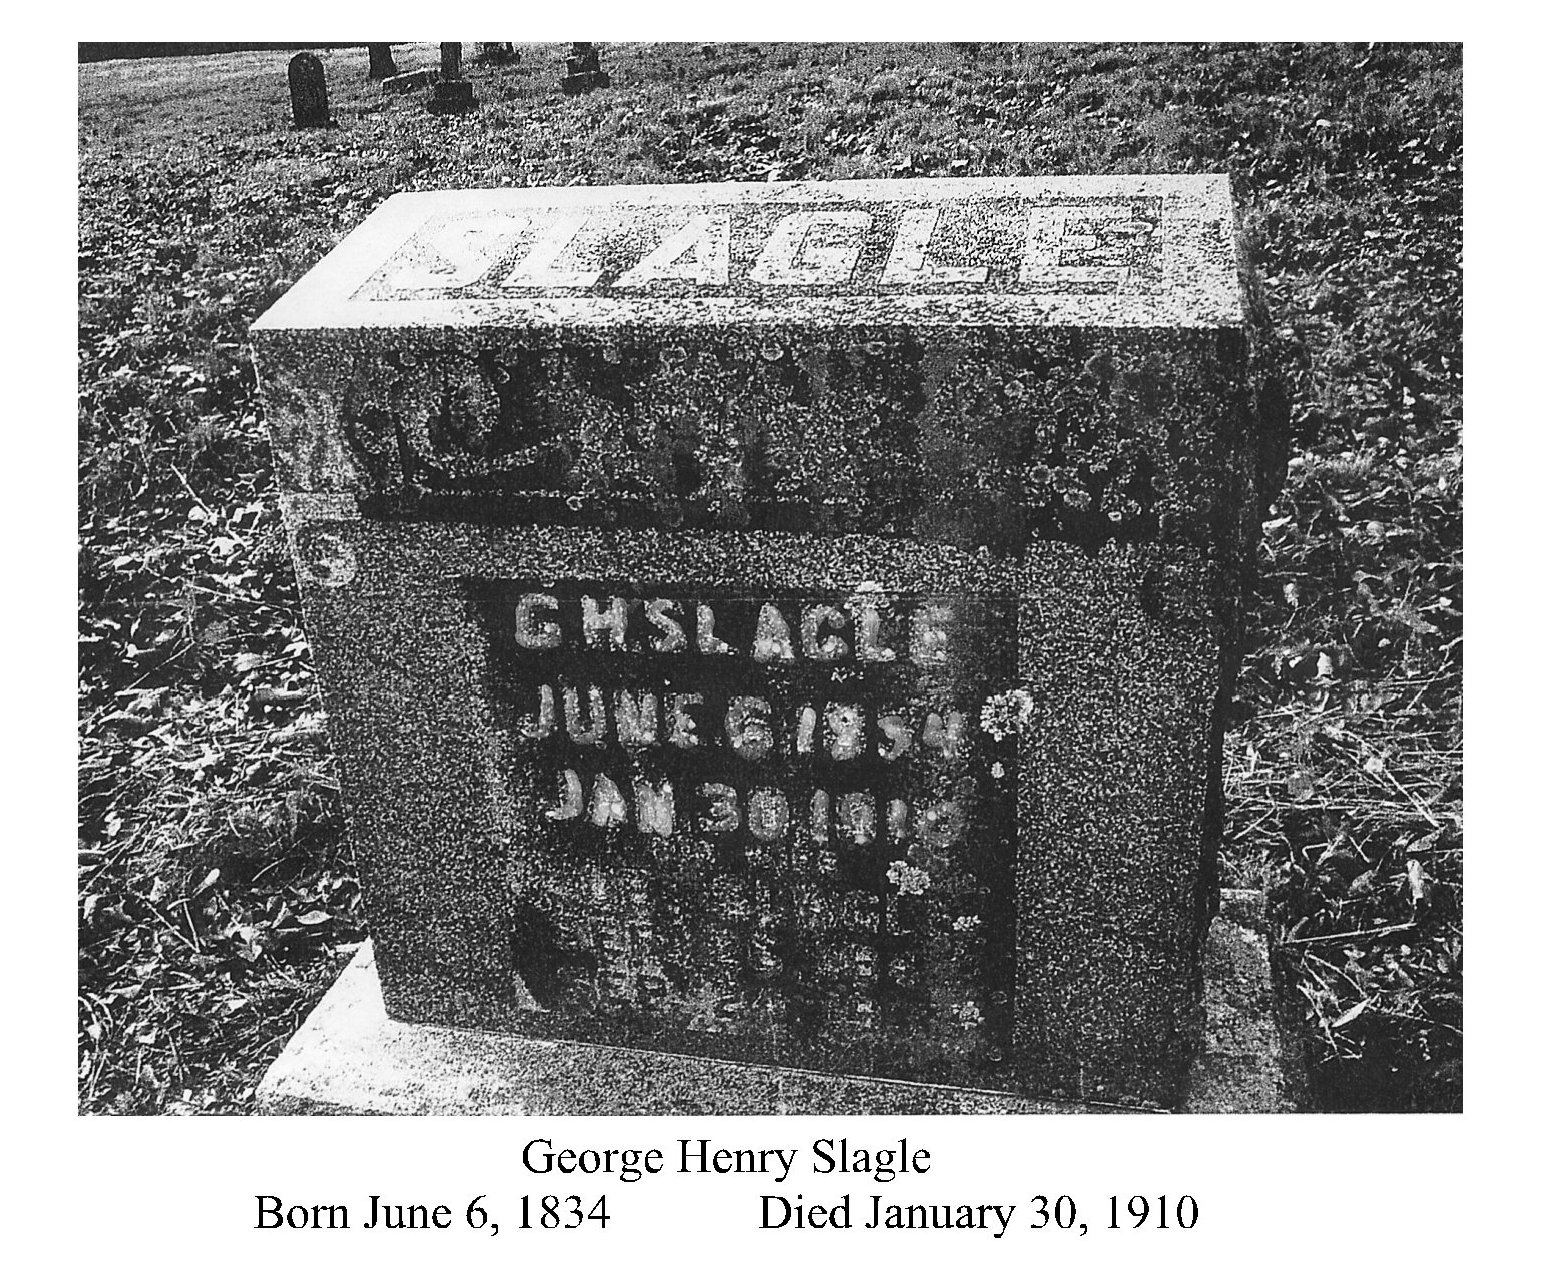 SLAGLE
G H SLAGLE
JUNE 6 1834
JAN 30 1910
George Henry Slagle
Born June 6, 1834 Died January 30, 1910